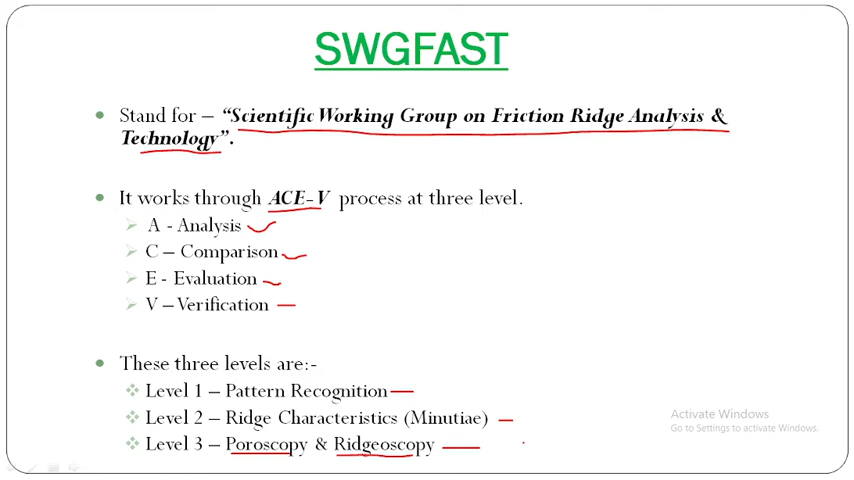 SWGFAST
Stand for – “Scientific Working Group on Friction Ridge Analysis &
Technology”.
It works through ACE-V process at three level.
A - Analysis
C – Comparison
E - Evaluation
V – Verification
These three levels are:-
Level 1 – Pattern Recognition
Level 2 – Ridge Characteristics (Minutiae)
Level 3 – Poroscopy & Ridgeoscopy
Activate Windows
Go to Settings to activate Windows.